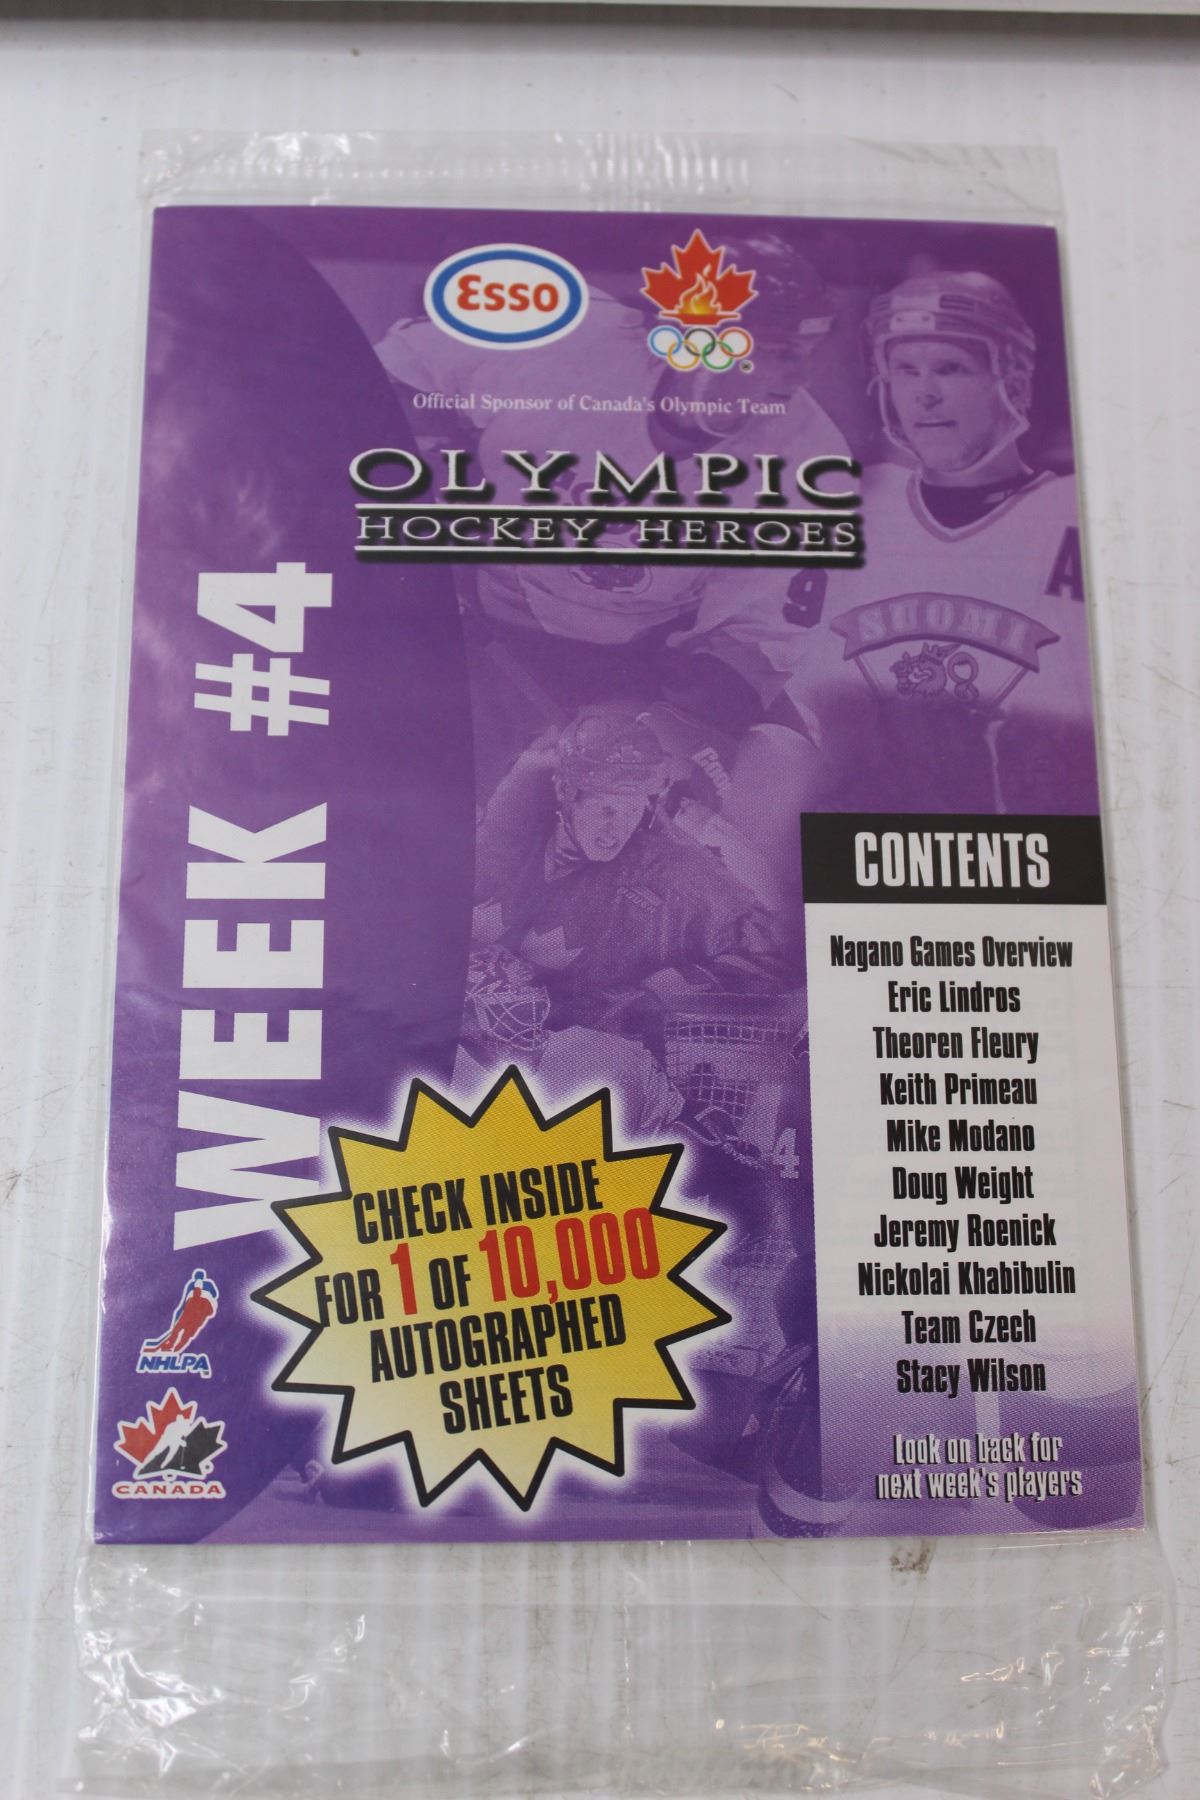 Esso
Official Sponsor of Canada's Olympic Team
OLYMPIC
HOCKEY HEROES
A
9
SUOMI
WEEK #4
CONTENTS
Nagano Games Overview
Eric Lindros
Theoren Fleury
Keith Primeau
Mike Modano
Doug Weight
Jeremy Roenick
Nickolai Khabibulin
Team Czech
Stacy Wilson
Look on back for
next week's players
4
CHECK INSIDE
FOR 1 OF 10,000
AUTOGRAPHED
SHEETS
NHLPA
CANADA